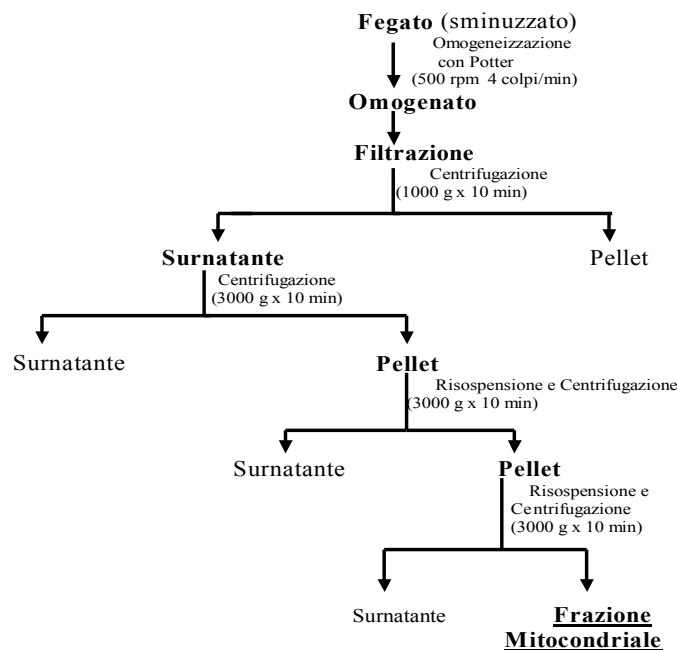 Fegato (sminuzzato)
Omogeneizzazione
con Potter
(500 rpm 4 colpi/min)
Omogenato
Filtrazione
Centrifugazione
(1000 g x 10 min)
Surnatante
Pellet
Centrifugazione
(3000 g x 10 min)
Surnatante
Pellet
Risospensione e Centrifugazione
(3000 g x 10 min)
Surnatante
Pellet
Risospensione e
Centrifugazione
(3000 g x 10 min)
Surnatante
Frazione
Mitocondriale